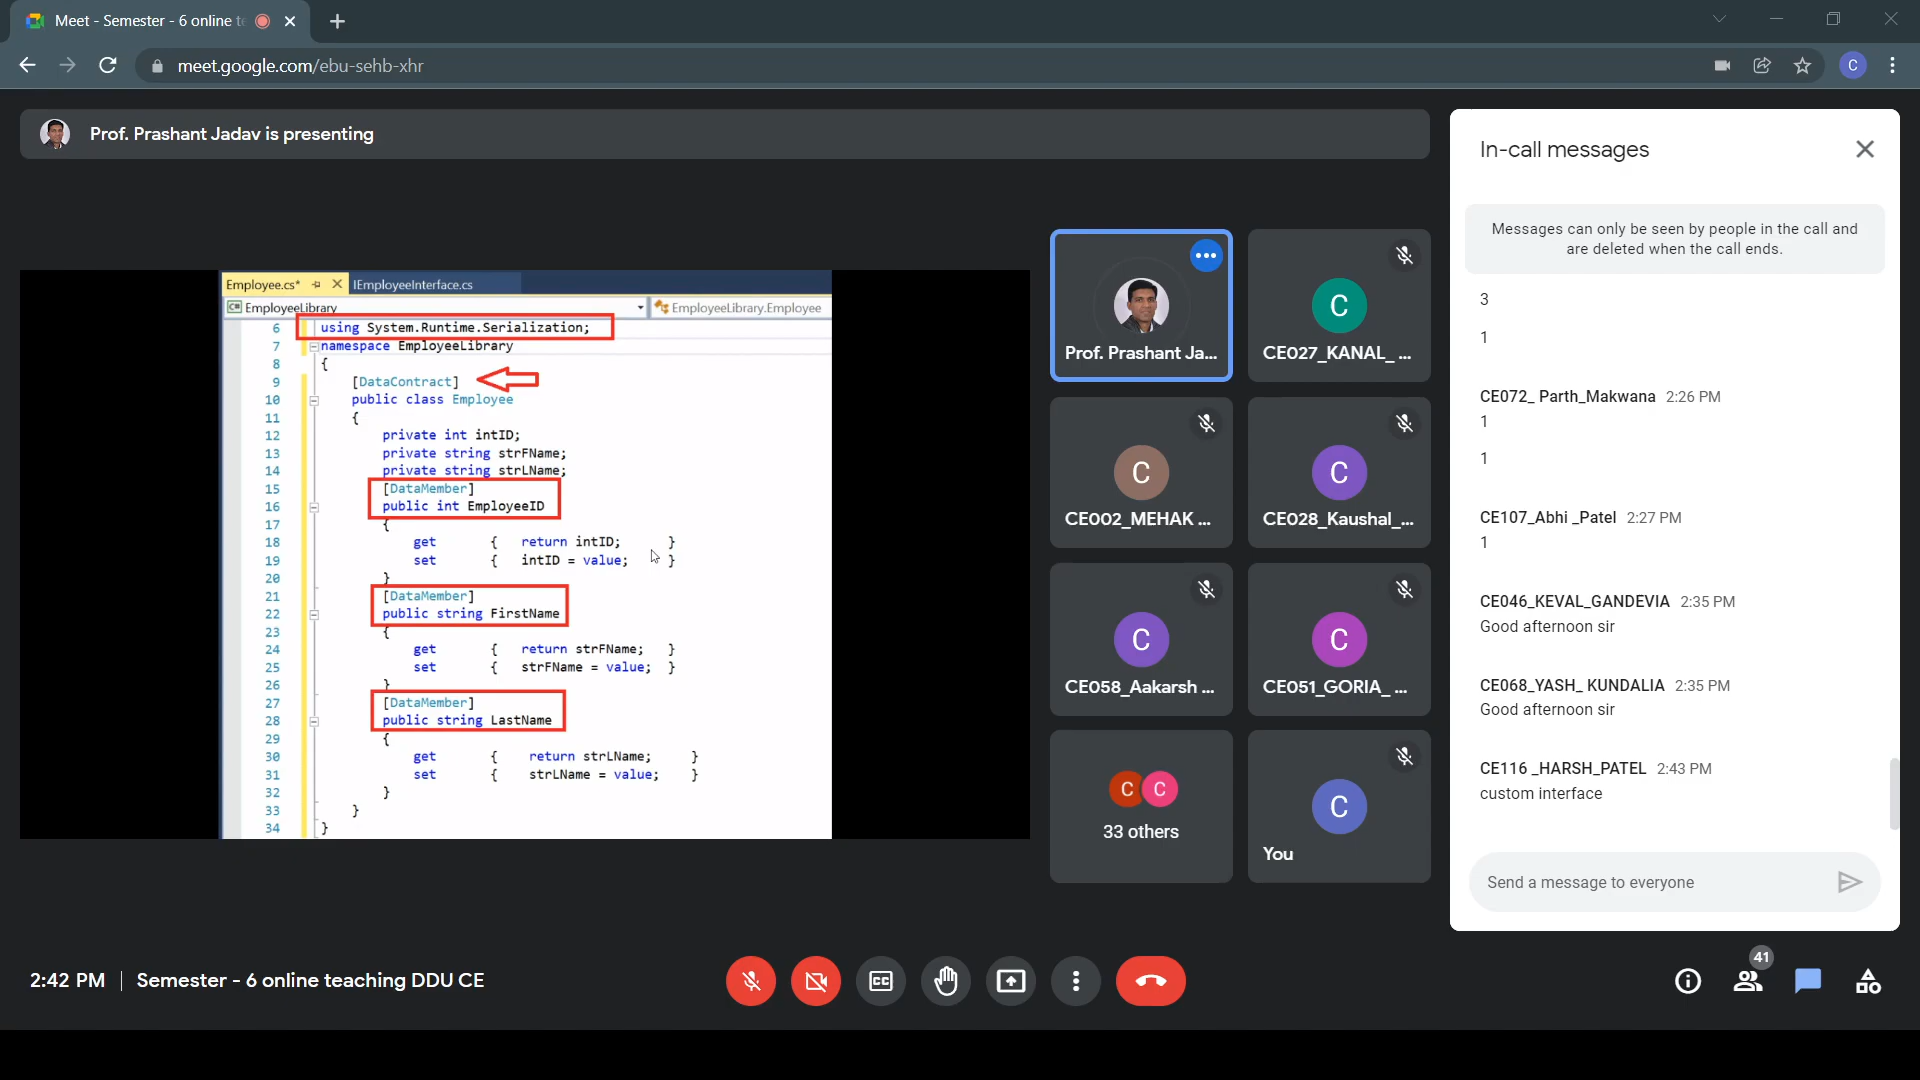 Meet - Semester - 6 online te
meet.google.com/ebu-sehb-xhr
C
Prof. Prashant Jadav is presenting
Employee.cs* IEmployeeInterface.cs
EmployeeLibrary EmployeeLibrary.Employee
6 using System.Runtime.Serialization;
7 namespace EmployeeLibrary
8 {
9 [DataContract]
10 public class Employee
11 {
12 private int intID;
13 private string strFName;
14 private string strLName;
15 [DataMember]
16 public int EmployeeID
17 {
18 get { return intID; }
19 set { intID = value; }
20 }
21 [DataMember]
22 public string FirstName
23 {
24 get { return strFName; }
25 set { strFName = value; }
26 }
27 [DataMember]
28 public string LastName
29 {
30 get { return strLName; }
31 set { strLName = value; }
32 }
33 }
34 }
Prof. Prashant Ja...
C
CE027_KANAL_ ...
C
CE002_MEHAK ...
C
CE028_Kaushal_...
C
CE058_Aakarsh ...
C
CE051_GORIA_ ...
C C
33 others
C
You
In-call messages
Messages can only be seen by people in the call and
are deleted when the call ends.
3
1
CE072_ Parth_Makwana 2:26 PM
1
1
CE107_Abhi _Patel 2:27 PM
1
CE046_KEVAL_GANDEVIA 2:35 PM
Good afternoon sir
CE068_YASH_ KUNDALIA 2:35 PM
Good afternoon sir
CE116 _HARSH_PATEL 2:43 PM
custom interface
Send a message to everyone
2:42 PM | Semester - 6 online teaching DDU CE
CC
41